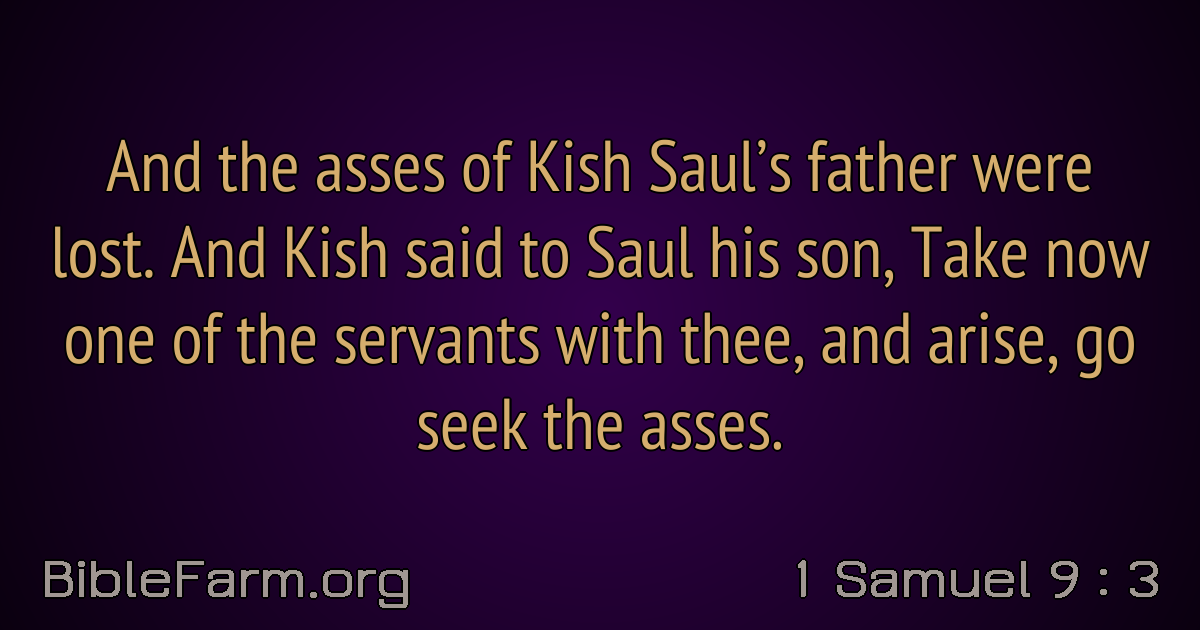 And the asses of Kish Saul’s father were
lost. And Kish said to Saul his son, Take now
one of the servants with thee, and arise, go
seek the asses.
BibleFarm.org
1 Samuel 9 : 3